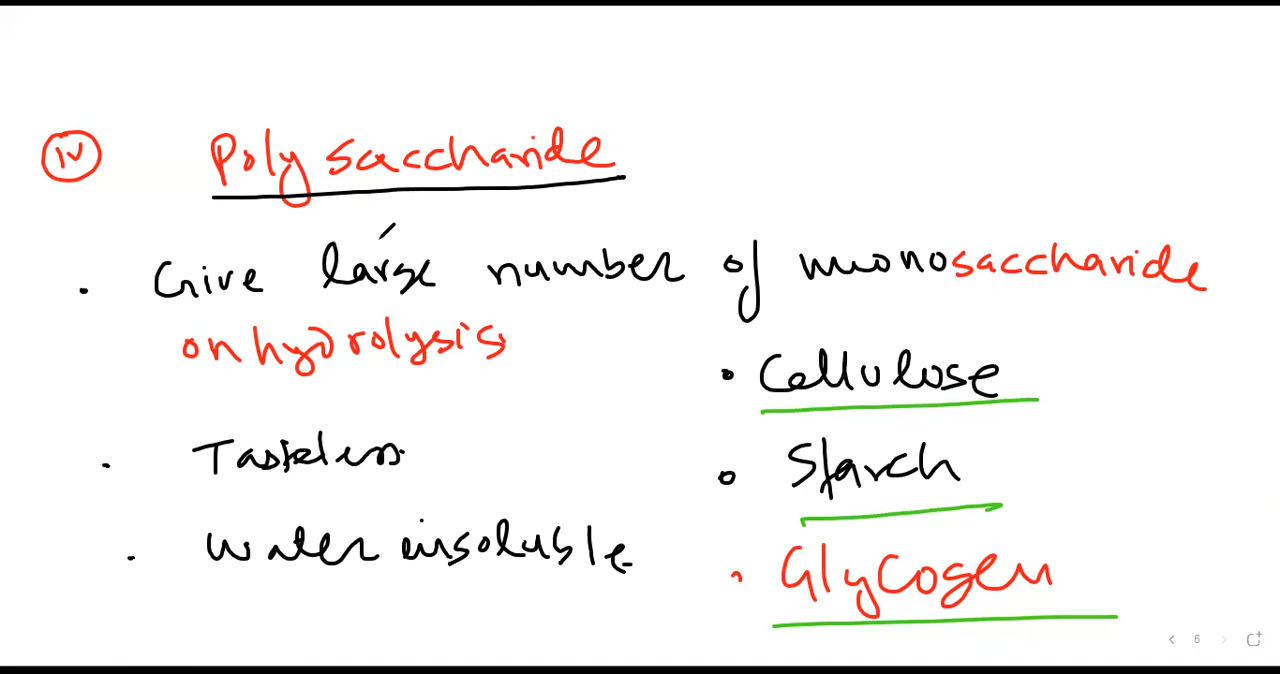 iv Polysaccharide
. Give large number of monosaccharide
on hydrolysis
. Tasteless
. Water insoluble
. Cellulose
. Starch
. Glycogen
6